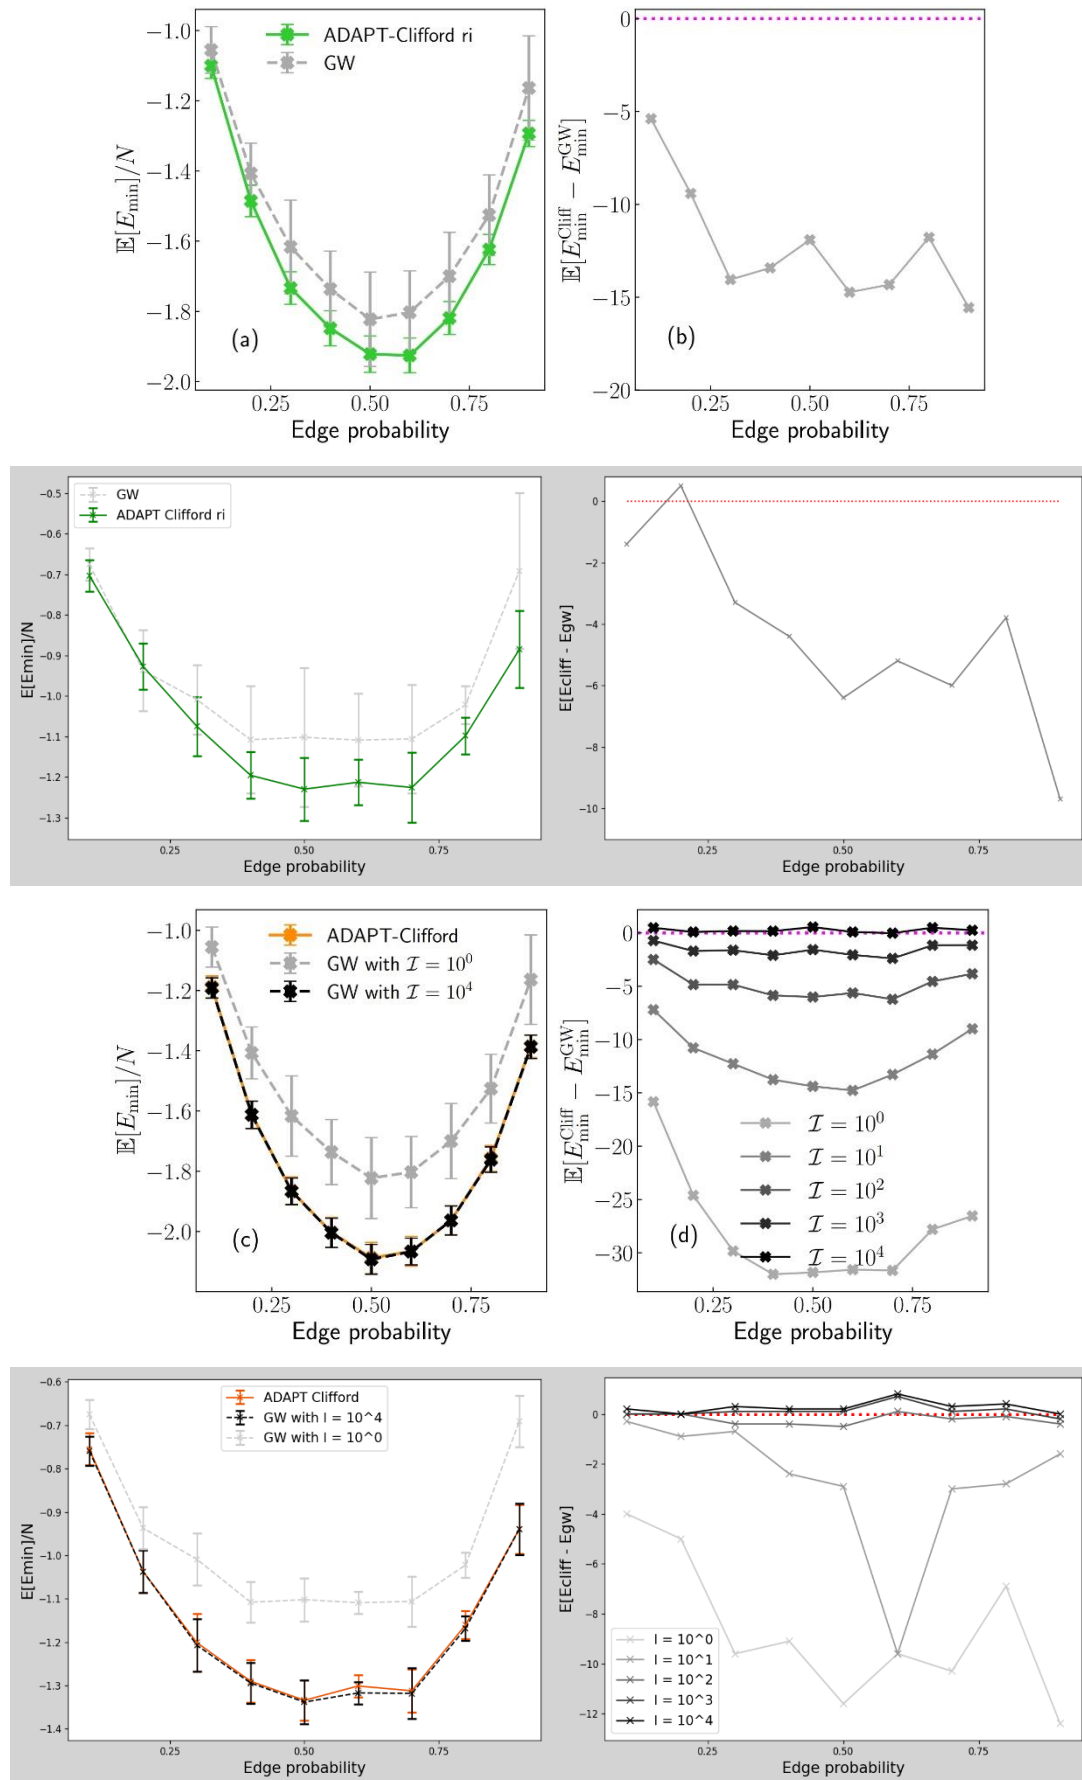 ADAPT-Clifford ri
GW
−1.0
−1.2
−1.4
−1.6
−1.8
−2.0
𝔼[E_min]/N
(a)
0.25
0.50
0.75
Edge probability
0
−5
−10
−15
−20
𝔼[E_min^Cliff − E_min^GW]
(b)
0.25
0.50
0.75
Edge probability
GW
ADAPT Clifford ri
−0.5
−0.6
−0.7
−0.8
−0.9
−1.0
−1.1
−1.2
−1.3
E[Emin]/N
0.25
0.50
0.75
Edge probability
0
−2
−4
−6
−8
−10
E[Ecliff - Egw]
0.25
0.50
0.75
Edge probability
ADAPT-Clifford
GW with ℐ = 10^0
GW with ℐ = 10^4
−1.0
−1.2
−1.4
−1.6
−1.8
−2.0
𝔼[E_min]/N
(c)
0.25
0.50
0.75
Edge probability
0
−5
−10
−15
−20
−25
−30
𝔼[E_min^Cliff − E_min^GW]
ℐ = 10^0
ℐ = 10^1
ℐ = 10^2
ℐ = 10^3
ℐ = 10^4
(d)
0.25
0.50
0.75
Edge probability
ADAPT Clifford
GW with I = 10^4
GW with I = 10^0
−0.6
−0.7
−0.8
−0.9
−1.0
−1.1
−1.2
−1.3
−1.4
E[Emin]/N
0.25
0.50
0.75
Edge probability
0
−2
−4
−6
−8
−10
−12
E[Ecliff - Egw]
I = 10^0
I = 10^1
I = 10^2
I = 10^3
I = 10^4
0.25
0.50
0.75
Edge probability